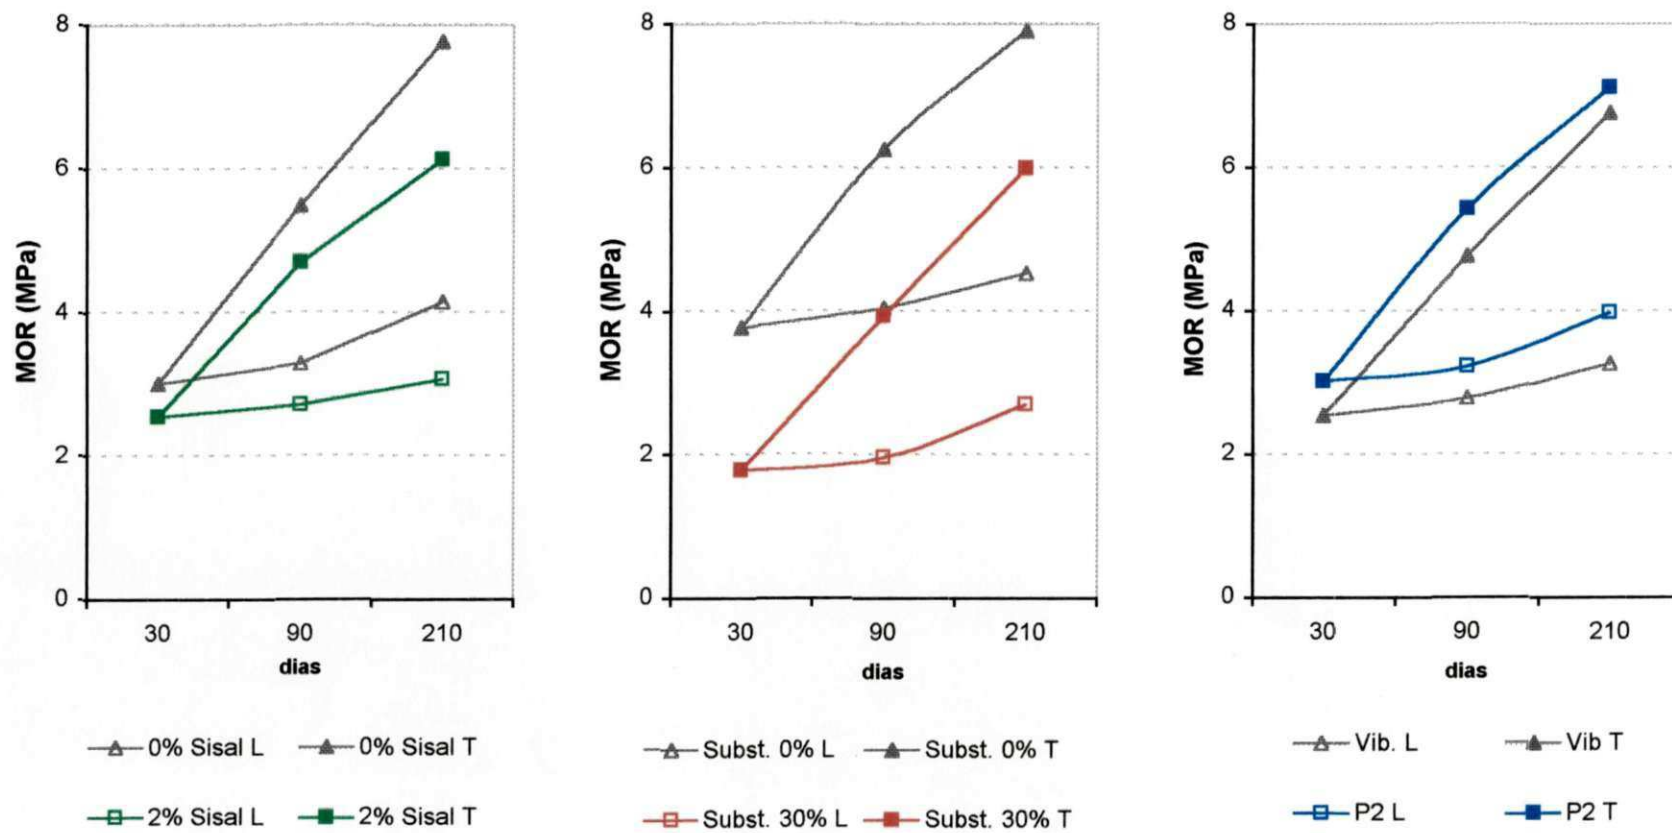 8
6
4
2
0
MOR (MPa)
30 90 210
dias
0% Sisal L 0% Sisal T
2% Sisal L 2% Sisal T
8
6
4
2
0
MOR (MPa)
30 90 210
dias
Subst. 0% L Subst. 0% T
Subst. 30% L Subst. 30% T
8
6
4
2
0
MOR (MPa)
30 90 210
dias
Vib. L Vib T
P2 L P2 T